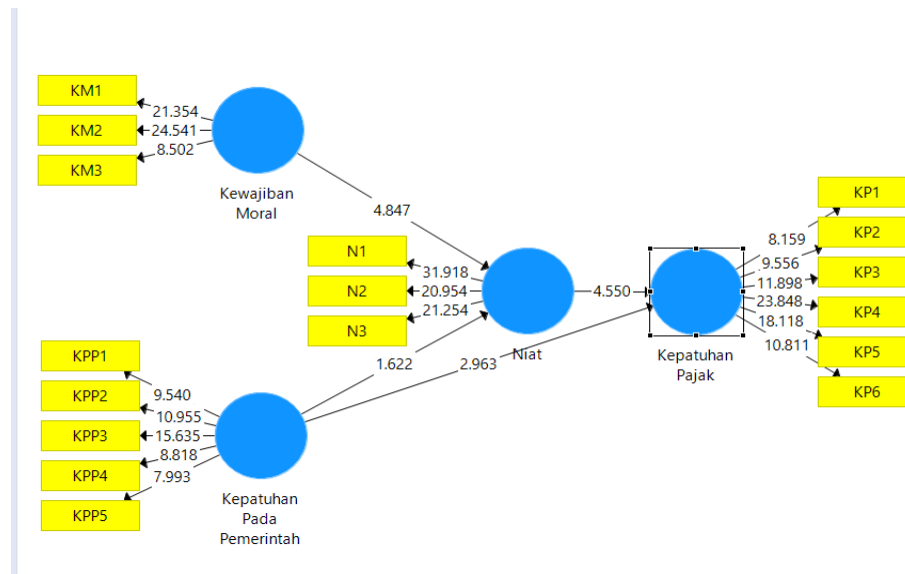 KM1
21.354
KM2
24.541
KM3
8.502
Kewajiban
Moral
4.847
N1
31.918
N2
20.954
N3
21.254
Niat
4.550
1.622
2.963
KPP1
9.540
KPP2
10.955
KPP3
15.635
KPP4
8.818
KPP5
7.993
Kepatuhan
Pada
Pemerintah
Kepatuhan
Pajak
KP1
8.159
KP2
9.556
KP3
11.898
KP4
23.848
KP5
18.118
KP6
10.811